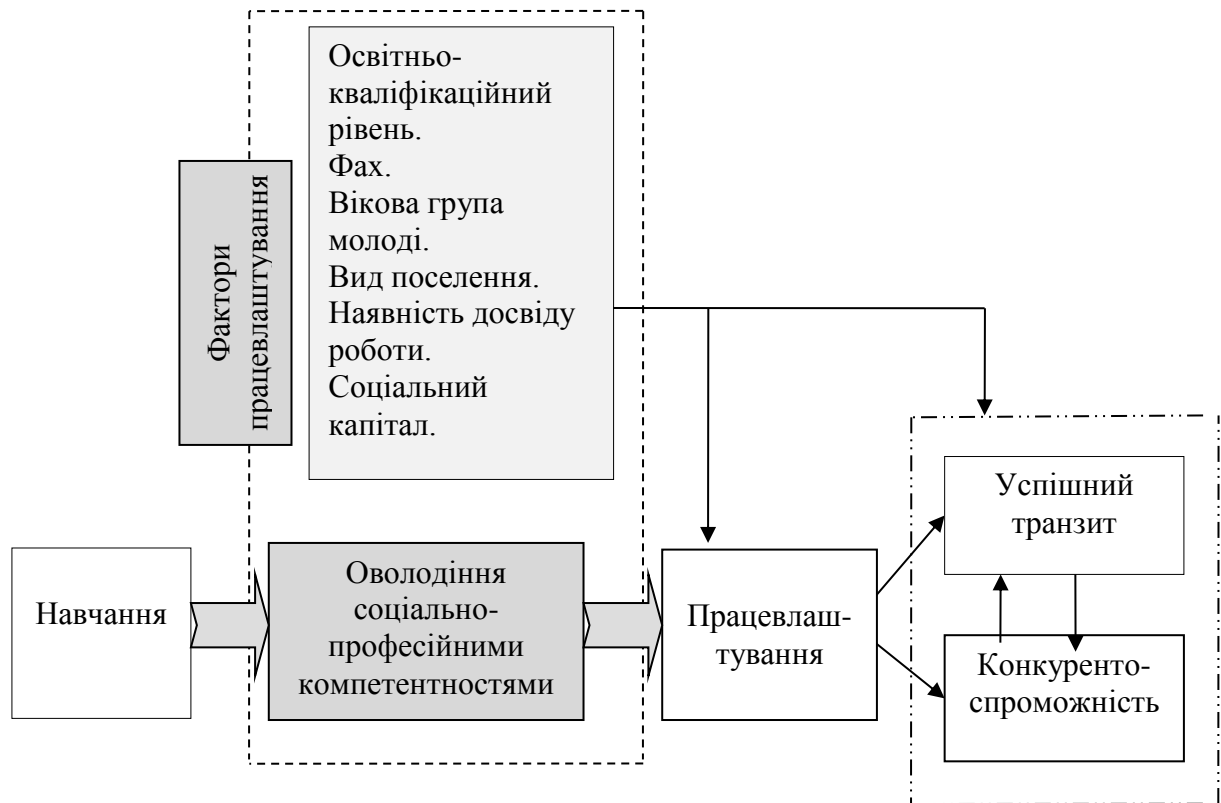 Освітньо-
кваліфікаційний
рівень.
Фах.
Вікова група
молоді.
Вид поселення.
Наявність досвіду
роботи.
Соціальний
капітал.
Фактори
працевлаштування
Навчання
Оволодіння
соціально-
професійними
компетентностями
Працевлаш-
тування
Успішний
транзит
Конкуренто-
спроможність